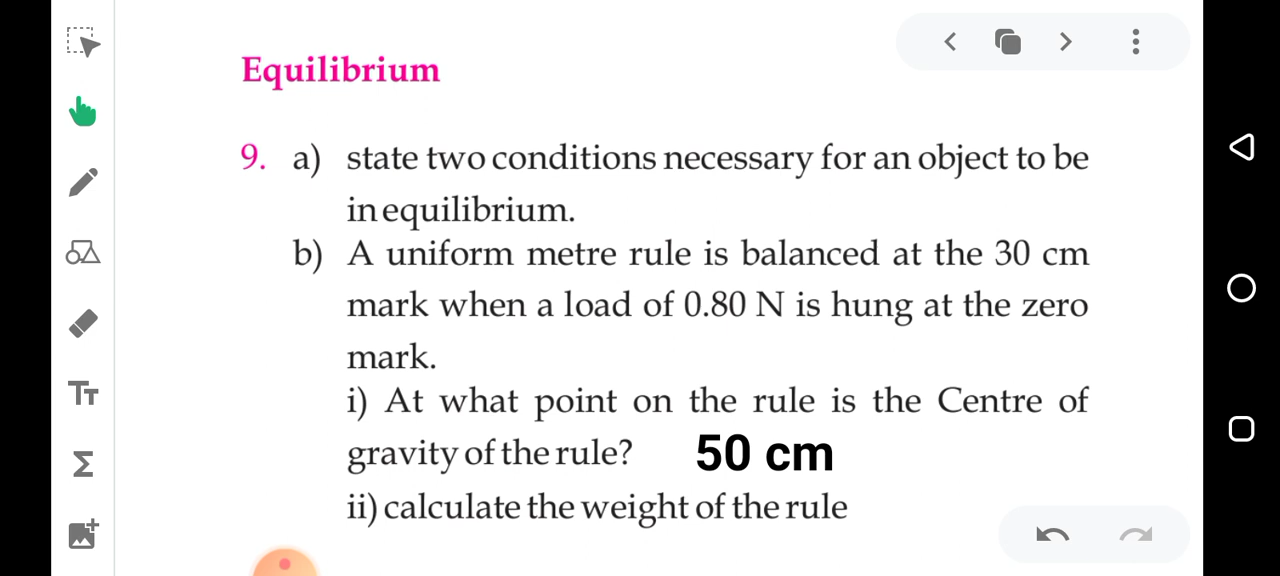 Equilibrium
9. a) state two conditions necessary for an object to be
in equilibrium.
b) A uniform metre rule is balanced at the 30 cm
mark when a load of 0.80 N is hung at the zero
mark.
i) At what point on the rule is the Centre of
gravity of the rule? 50 cm
ii) calculate the weight of the rule
TT
Σ